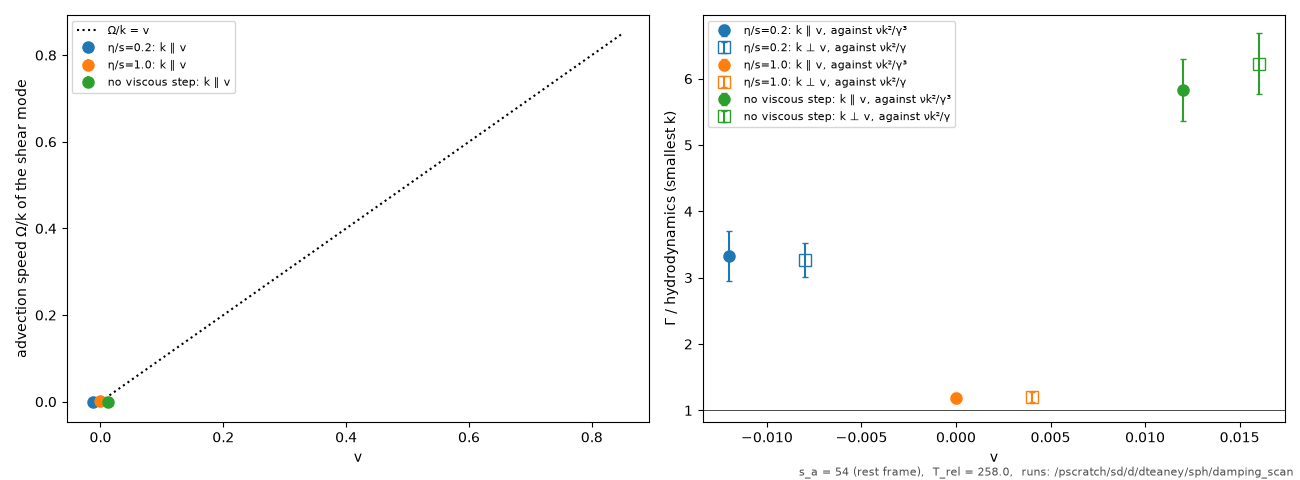 Ω/k = v
η/s=0.2: k ∥ v
η/s=1.0: k ∥ v
no viscous step: k ∥ v
0.8
0.6
0.4
0.2
0.0
advection speed Ω/k of the shear mode
0.0
0.2
0.4
0.6
0.8
v
η/s=0.2: k ∥ v, against νk²/γ³
η/s=0.2: k ⊥ v, against νk²/γ
η/s=1.0: k ∥ v, against νk²/γ³
η/s=1.0: k ⊥ v, against νk²/γ
no viscous step: k ∥ v, against νk²/γ³
no viscous step: k ⊥ v, against νk²/γ
6
5
4
3
2
1
Γ / hydrodynamics (smallest k)
−0.010
−0.005
0.000
0.005
0.010
0.015
v
s_a = 54 (rest frame), T_rel = 258.0, runs: /pscratch/sd/d/dteaney/sph/damping_scan